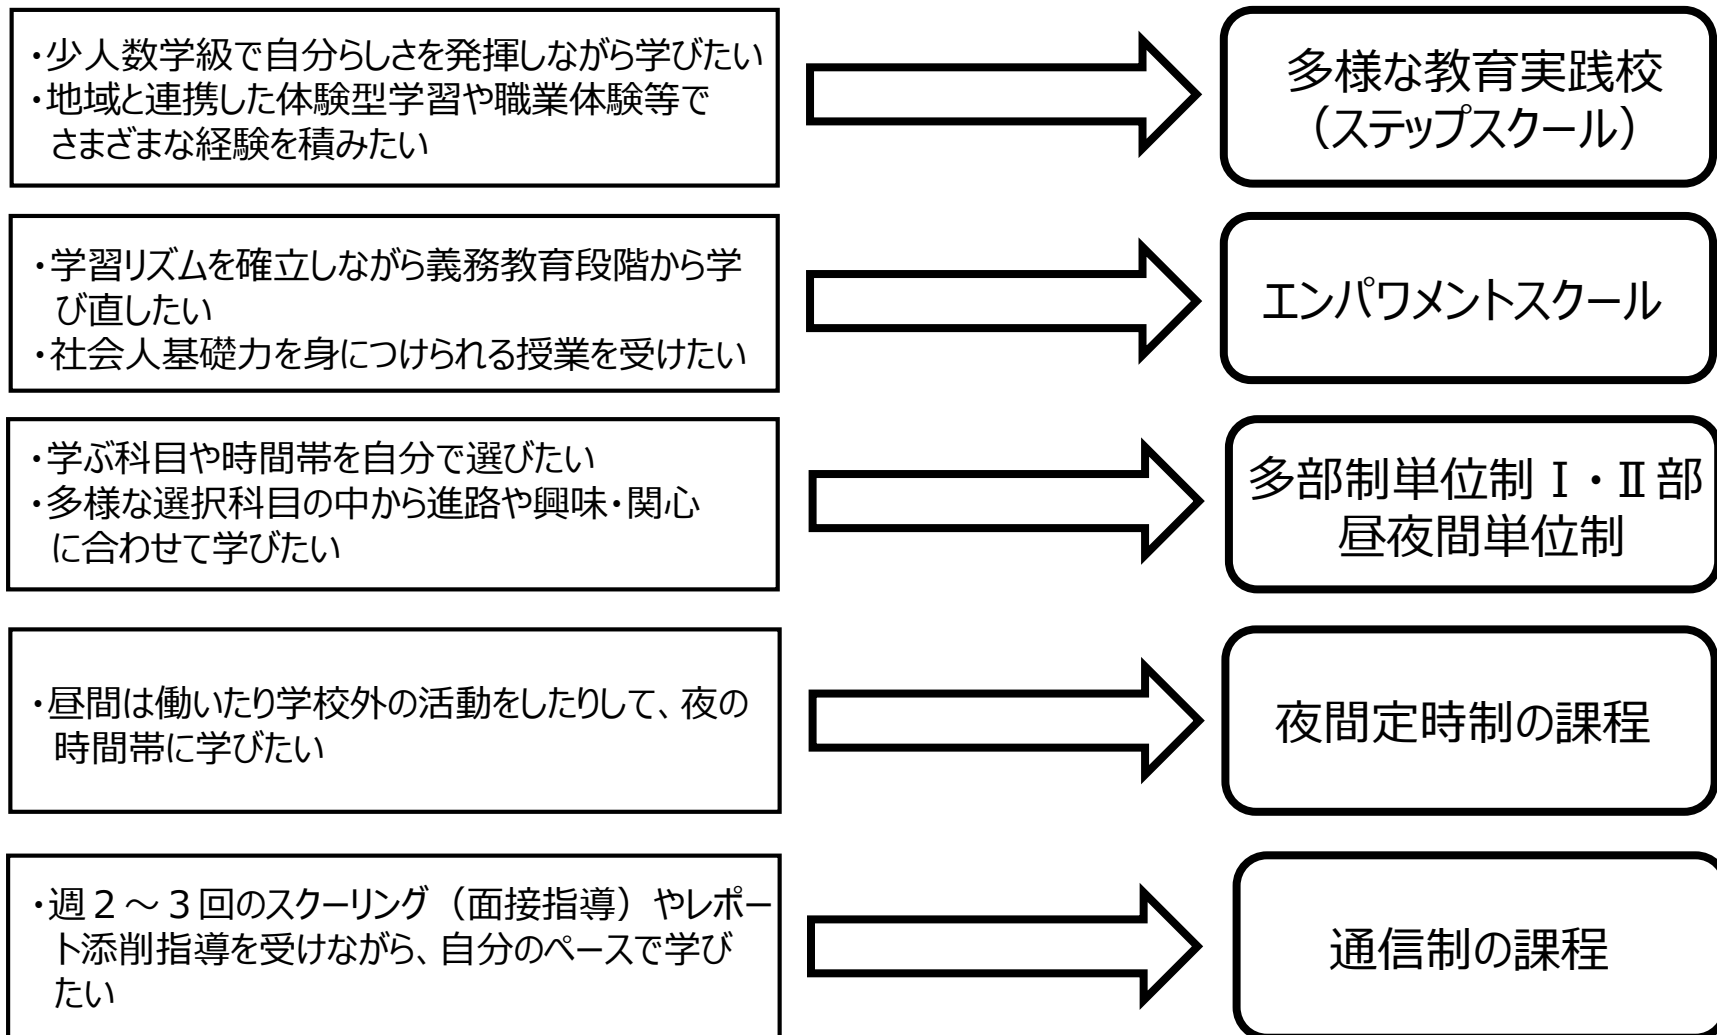 ・少人数学級で自分らしさを発揮しながら学びたい
・地域と連携した体験型学習や職業体験等で
さまざまな経験を積みたい
多様な教育実践校
（ステップスクール）
・学習リズムを確立しながら義務教育段階から学
び直したい
・社会人基礎力を身につけられる授業を受けたい
エンパワメントスクール
・学ぶ科目や時間帯を自分で選びたい
・多様な選択科目の中から進路や興味・関心
に合わせて学びたい
多部制単位制Ⅰ・Ⅱ部
昼夜間単位制
・昼間は働いたり学校外の活動をしたりして、夜の
時間帯に学びたい
夜間定時制の課程
・週２～３回のスクーリング（面接指導）やレポー
ト添削指導を受けながら、自分のペースで学び
たい
通信制の課程